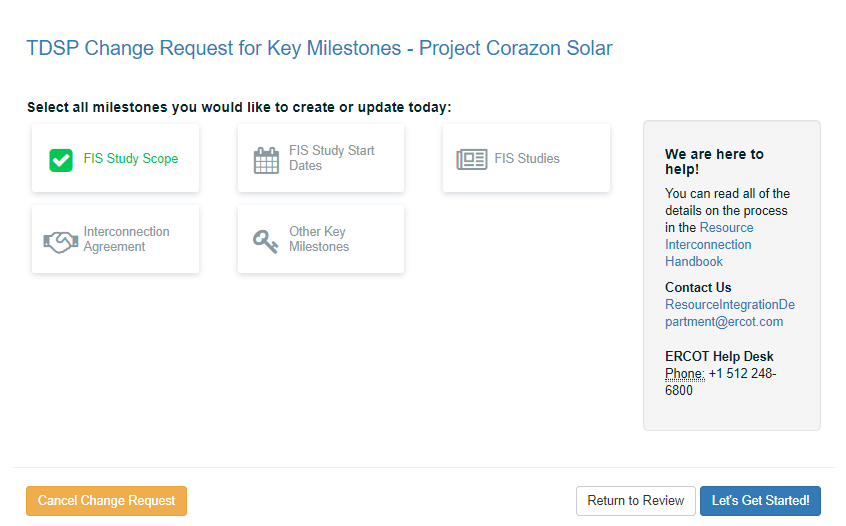 TDSP Change Request for Key Milestones - Project Corazon Solar
Select all milestones you would like to create or update today:
FIS Study Scope
FIS Study Start
Dates
FIS Studies
Interconnection
Agreement
Other Key
Milestones
We are here to
help!
You can read all of the
details on the process
in the Resource
Interconnection
Handbook
Contact Us
ResourceIntegrationDe
partment@ercot.com
ERCOT Help Desk
Phone: +1 512 248-
6800
Cancel Change Request
Return to Review
Let's Get Started!